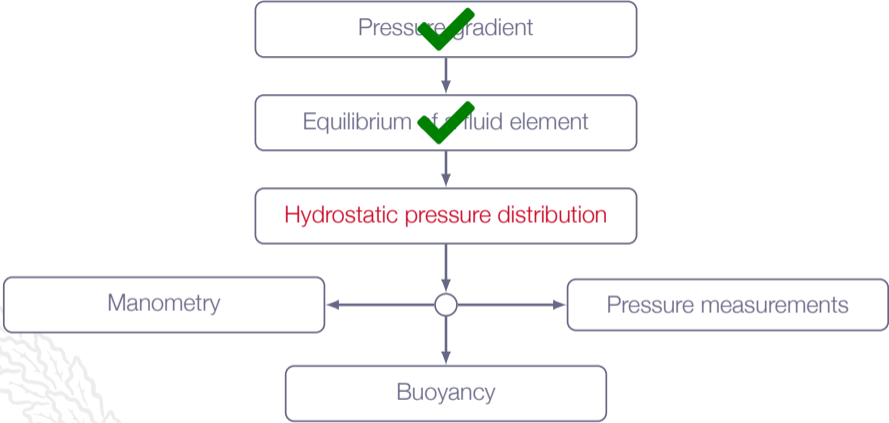 Pressure gradient
Equilibrium of a fluid element
Hydrostatic pressure distribution
Manometry
Pressure measurements
Buoyancy